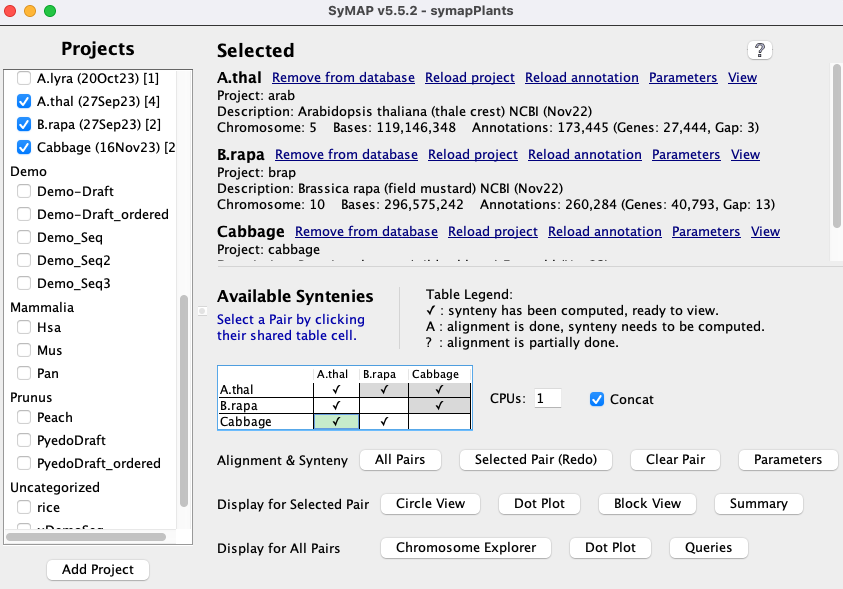 SyMAP v5.5.2 - symapPlants
Projects
A.lyra (20Oct23) [1]
A.thal (27Sep23) [4]
B.rapa (27Sep23) [2]
Cabbage (16Nov23) [2
Demo
Demo-Draft
Demo-Draft_ordered
Demo_Seq
Demo_Seq2
Demo_Seq3
Mammalia
Hsa
Mus
Pan
Prunus
Peach
PyedoDraft
PyedoDraft_ordered
Uncategorized
rice
Add Project
Selected
?
A.thal Remove from database Reload project Reload annotation Parameters View
Project: arab
Description: Arabidopsis thaliana (thale crest) NCBI (Nov22)
Chromosome: 5 Bases: 119,146,348 Annotations: 173,445 (Genes: 27,444, Gap: 3)
B.rapa Remove from database Reload project Reload annotation Parameters View
Project: brap
Description: Brassica rapa (field mustard) NCBI (Nov22)
Chromosome: 10 Bases: 296,575,242 Annotations: 260,284 (Genes: 40,793, Gap: 13)
Cabbage Remove from database Reload project Reload annotation Parameters View
Project: cabbage
Available Syntenies
Select a Pair by clicking
their shared table cell.
Table Legend:
✓ : synteny has been computed, ready to view.
A : alignment is done, synteny needs to be computed.
? : alignment is partially done.
A.thal B.rapa Cabbage
A.thal ✓ ✓ ✓
B.rapa ✓ ✓
Cabbage ✓ ✓
CPUs: 1 Concat
Alignment & Synteny All Pairs Selected Pair (Redo) Clear Pair Parameters
Display for Selected Pair Circle View Dot Plot Block View Summary
Display for All Pairs Chromosome Explorer Dot Plot Queries